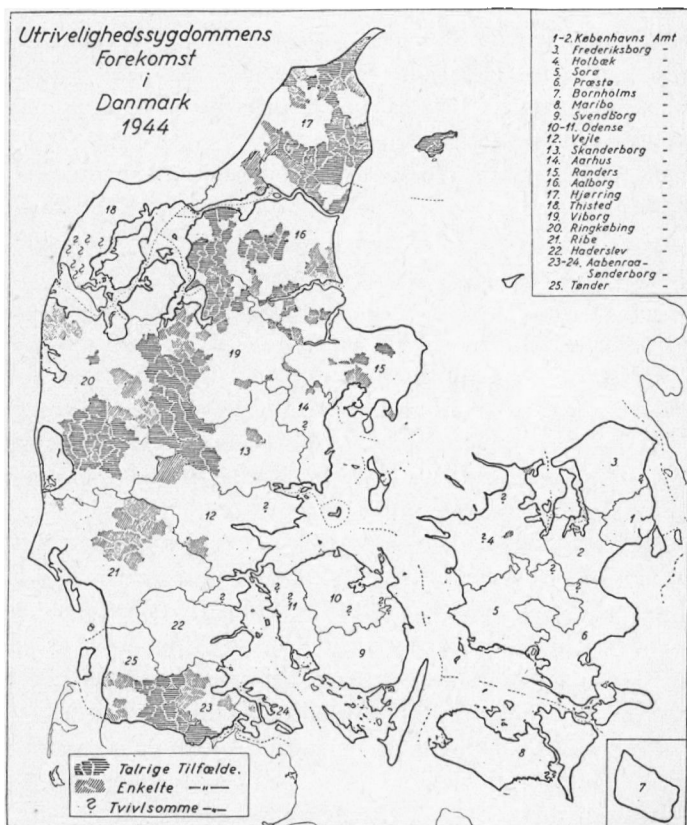 Utrivelighedssygdommens
Forekomst
i
Danmark
1944
1-2. Københavns Amt
3. Frederiksborg -
4. Holbæk -
5. Sorø -
6. Præstø -
7. Bornholms -
8. Maribo -
9. SvendBorg -
10-11. Odense -
12. Vejle -
13. Skanderborg -
14. Aarhus -
15. Randers -
16. Aalborg -
17. Hjørring -
18. Thisted -
19. Viborg -
20. Ringkøbing -
21. Ribe -
22. Haderslev -
23-24. Aabenraa-
Sønderborg -
25. Tønder -
17
18
16
19
20
15
14
13
12
21
22
25
23
24
10
11
9
3
1
2
4
5
6
8
7
Talrige Tilfælde.
Enkelte —"—
? Tvivlsomme —"—